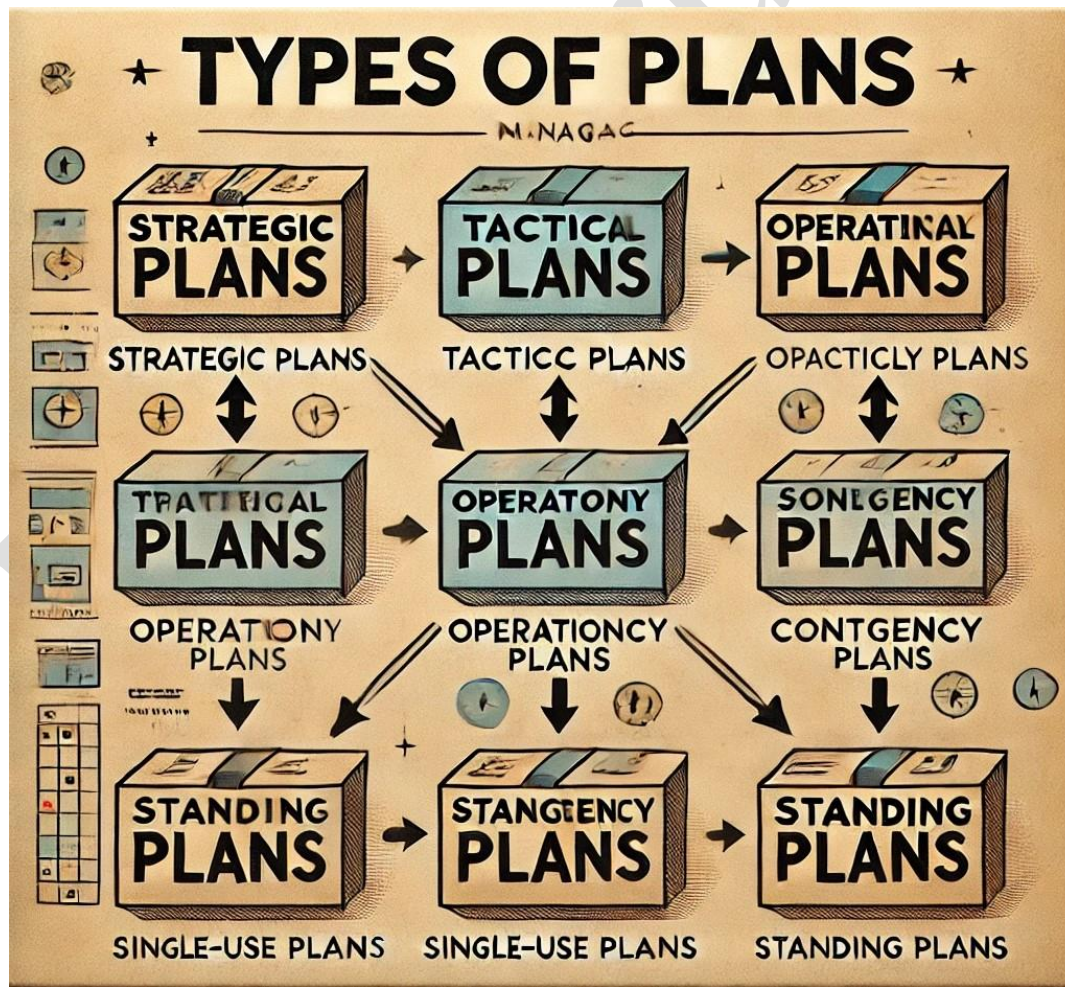 TYPES OF PLANS
STRATEGIC
PLANS
TACTICAL
PLANS
OPERATINAL
PLANS
STRATEGIC PLANS
TACTICC PLANS
OPACTICLY PLANS
PLANS
OPERATONY
PLANS
SONLGENCY
PLANS
OPERATIONY
PLANS
OPERATIONCY
PLANS
CONTGENCY
PLANS
STANDING
PLANS
STANGEENCY
PLANS
STANDING
PLANS
SINGLE-USE PLANS
SINGLE-USE PLANS
STANDING PLANS